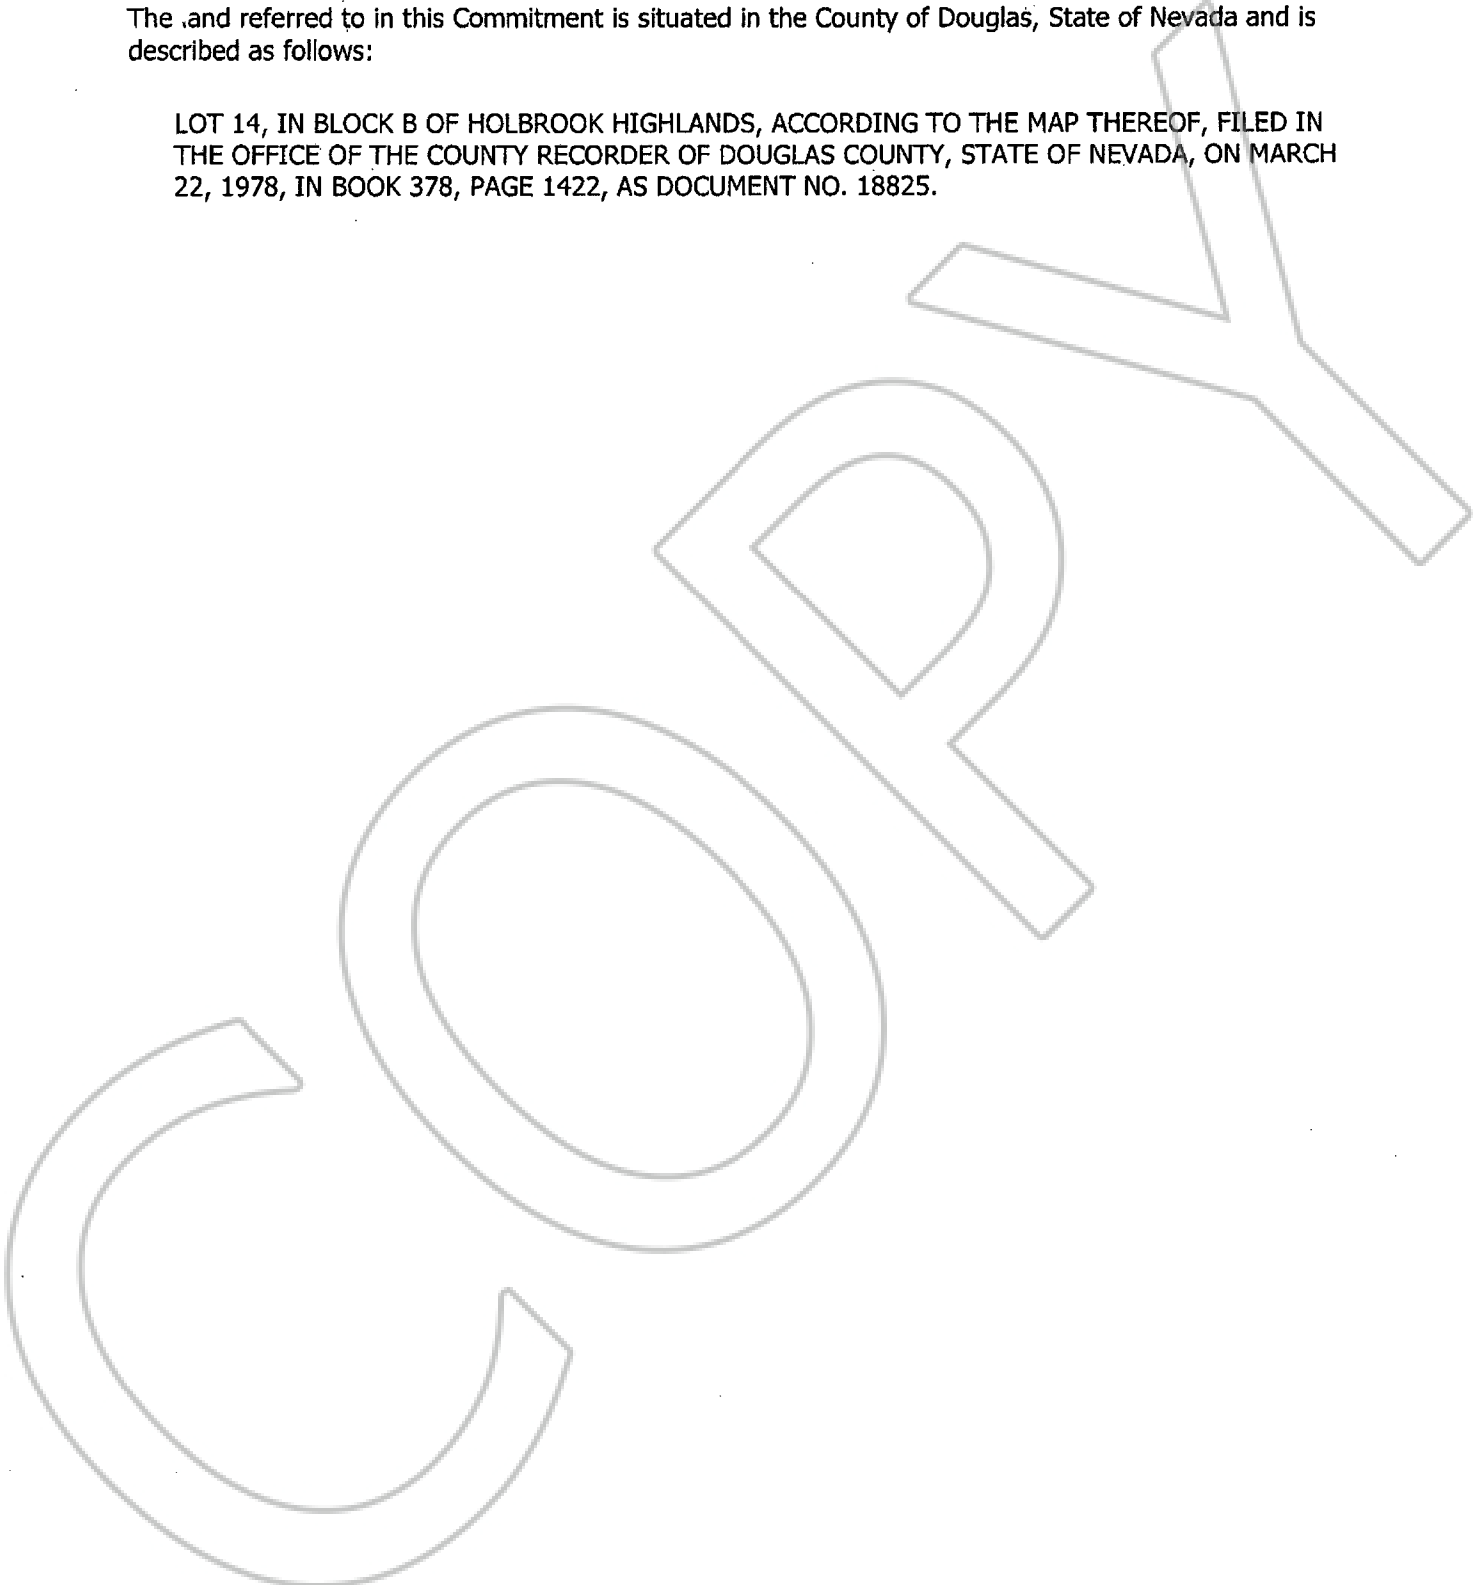 The .and referred to in this Commitment is situated in the County of Douglas, State of Nevada and is
described as follows:
LOT 14, IN BLOCK B OF HOLBROOK HIGHLANDS, ACCORDING TO THE MAP THEREOF, FILED IN
THE OFFICE OF THE COUNTY RECORDER OF DOUGLAS COUNTY, STATE OF NEVADA, ON MARCH
22, 1978, IN BOOK 378, PAGE 1422, AS DOCUMENT NO. 18825.
COPY